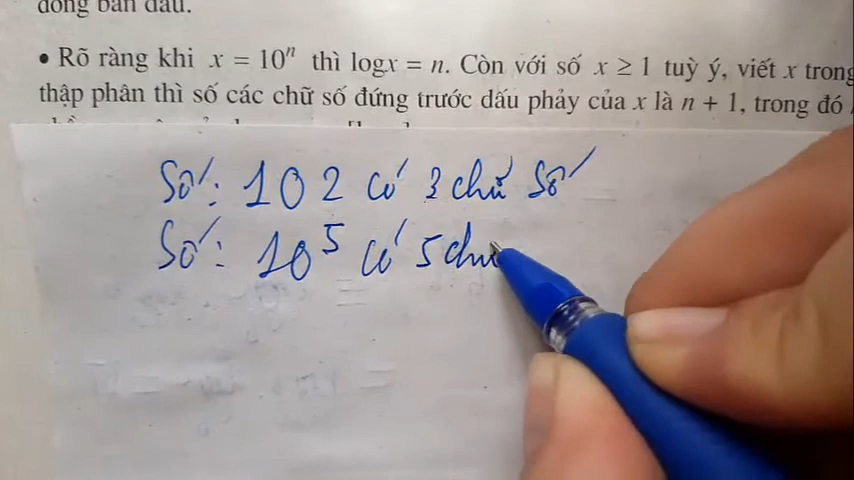 đong ban đầu.
• Rõ ràng khi x = 10ⁿ thì logx = n. Còn với số x ≥ 1 tuỳ ý, viết x trong
thập phân thì số các chữ số đứng trước dấu phảy của x là n + 1, trong đó
Số: 102 có 3 chữ số
Số: 10⁵ có 5 chữ